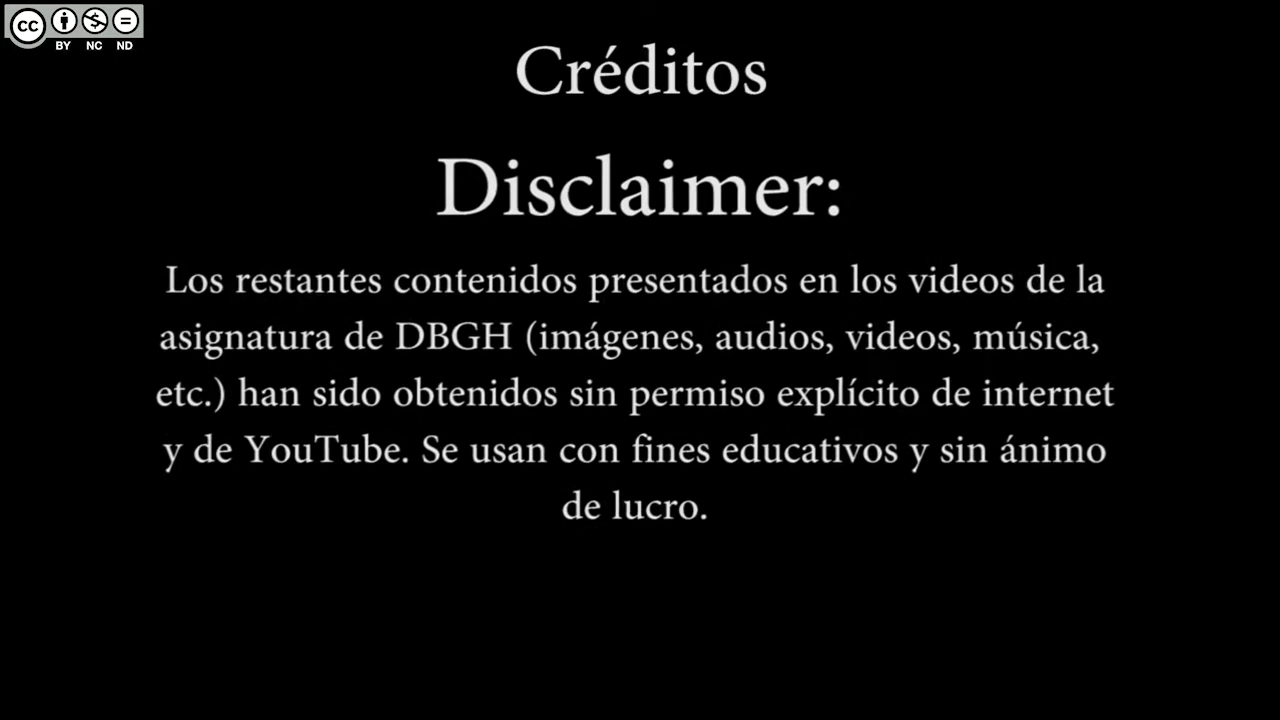 cc
BY NC ND
Créditos
Disclaimer:
Los restantes contenidos presentados en los videos de la
asignatura de DBGH (imágenes, audios, videos, música,
etc.) han sido obtenidos sin permiso explícito de internet
y de YouTube. Se usan con fines educativos y sin ánimo
de lucro.